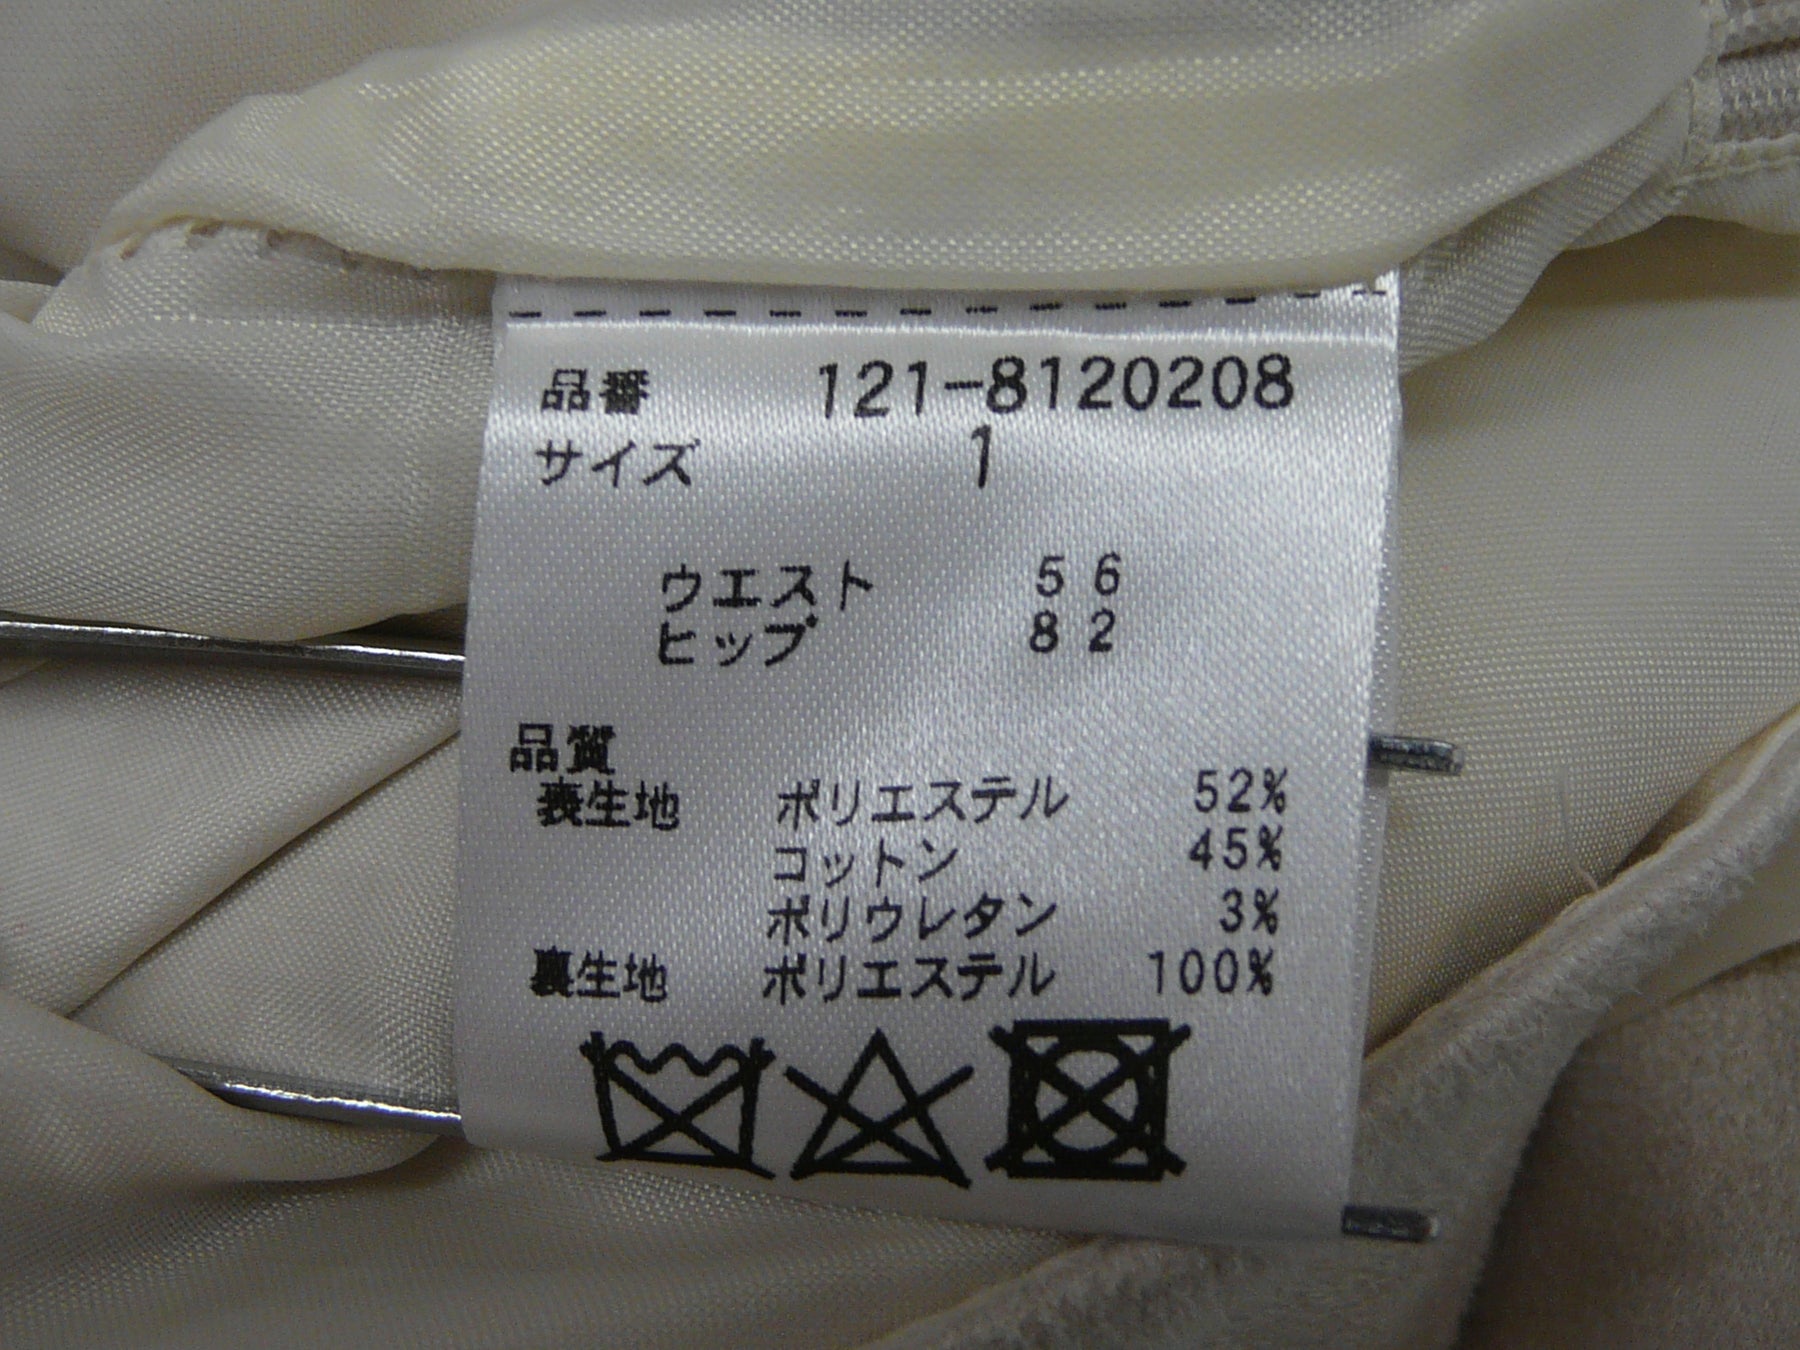 品番 121-8120208
サイズ 1
ウエスト 56
ヒップ 82
品質
表生地 ポリエステル 52%
コットン 45%
ポリウレタン 3%
裏生地 ポリエステル 100%